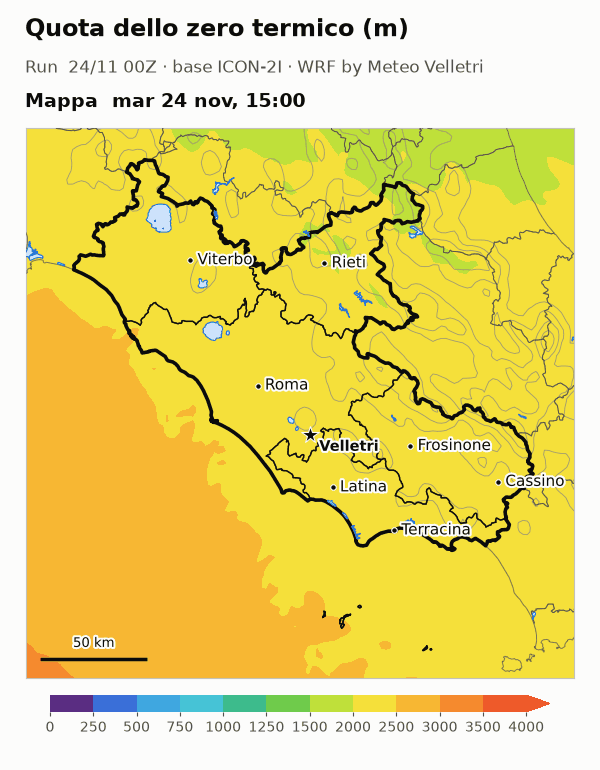 Quota dello zero termico (m)
Run  24/11 00Z · base ICON-2I · WRF by Meteo Velletri
Mappa  mar 24 nov, 15:00
Viterbo
Rieti
Roma
Velletri
Frosinone
Cassino
Latina
Terracina
50 km
0 250 500 750 1000 1250 1500 2000 2500 3000 3500 4000